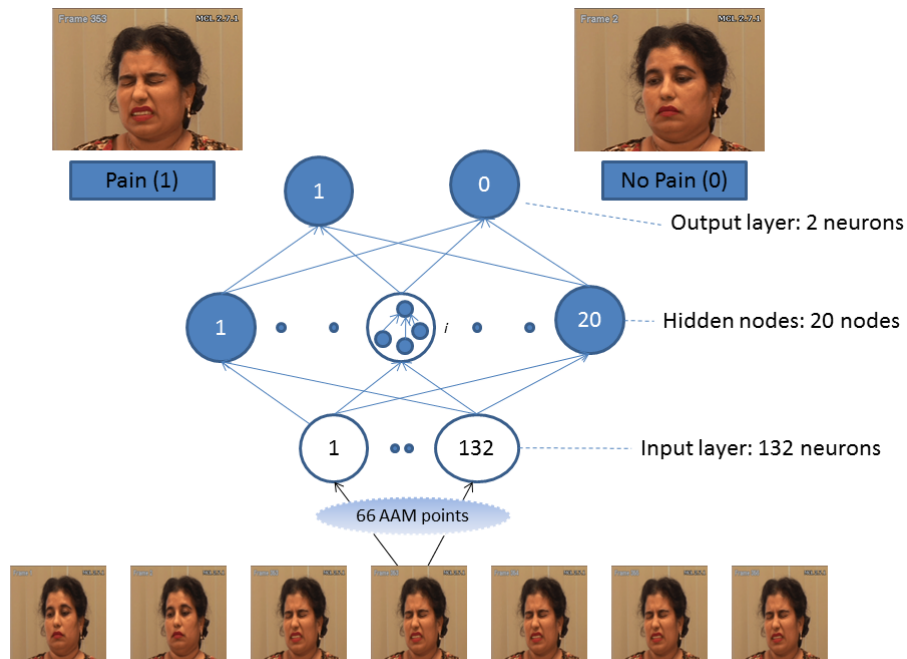 Frame 353
MCL 2.7.1
Frame 2
MCL 2.7.1
Pain (1)
No Pain (0)
1
0
Output layer: 2 neurons
1
i
20
Hidden nodes: 20 nodes
1
132
Input layer: 132 neurons
66 AAM points